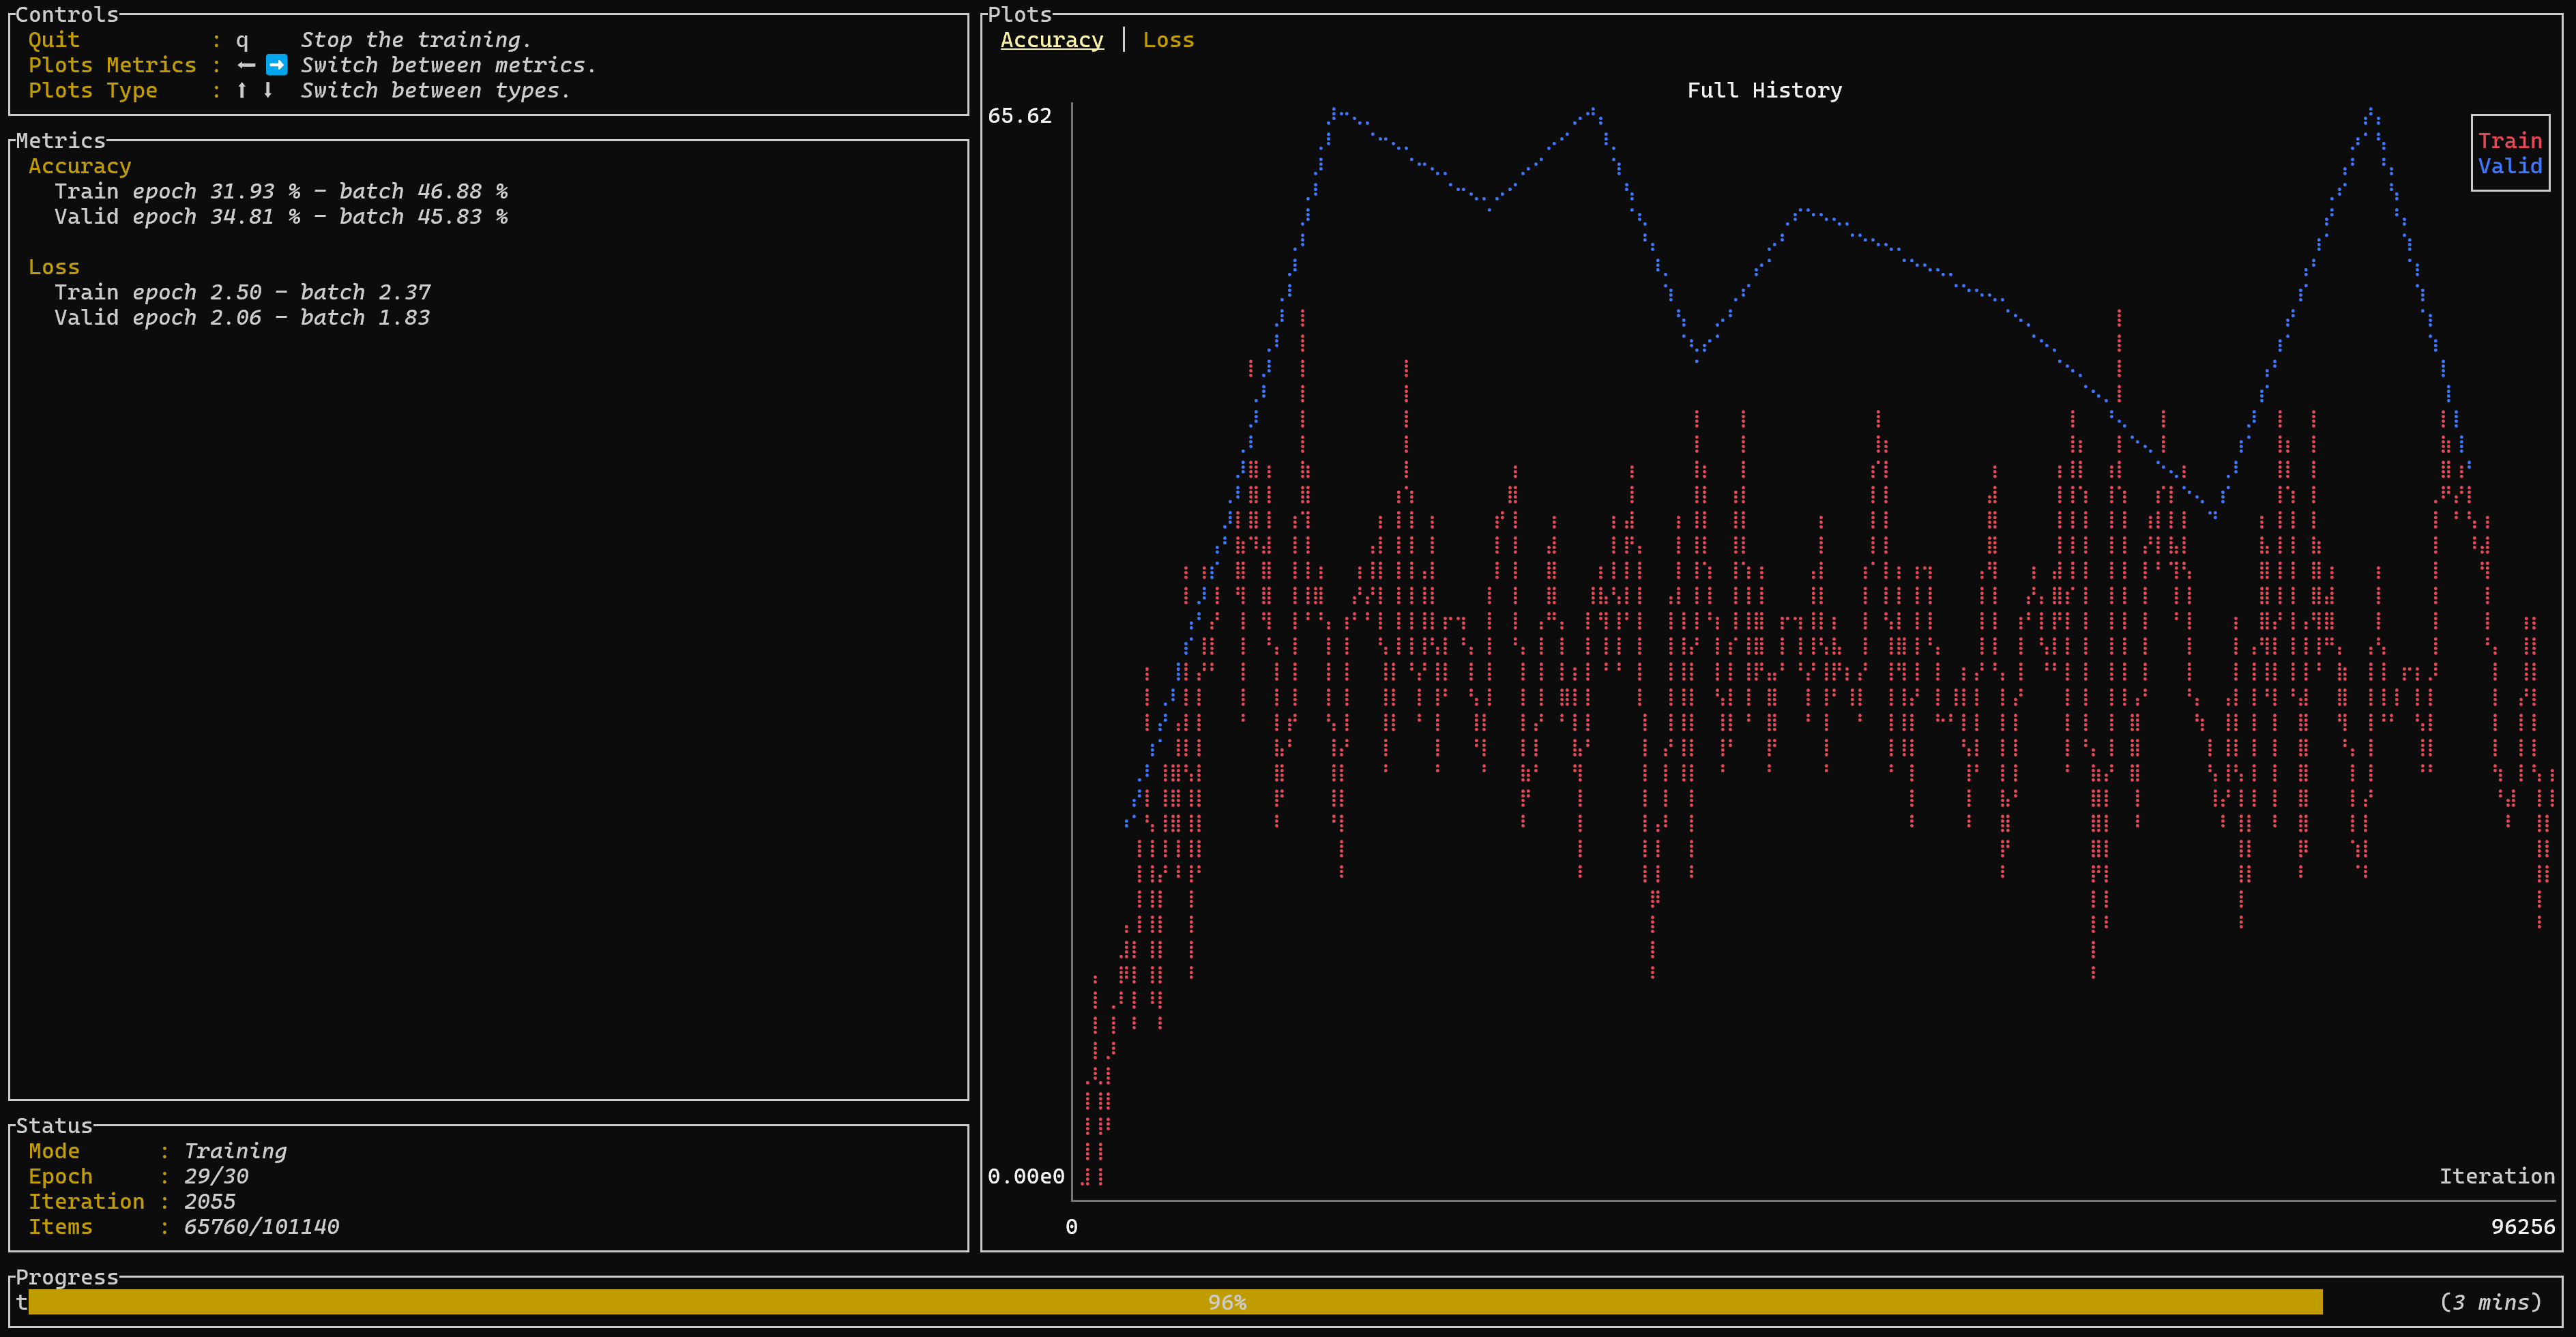 Controls
Quit : q Stop the training.
Plots Metrics : ← ➡ Switch between metrics.
Plots Type : ↑ ↓ Switch between types.
Metrics
Accuracy
Train epoch 31.93 % - batch 46.88 %
Valid epoch 34.81 % - batch 45.83 %
Loss
Train epoch 2.50 - batch 2.37
Valid epoch 2.06 - batch 1.83
Status
Mode : Training
Epoch : 29/30
Iteration : 2055
Items : 65760/101140
Plots
Accuracy | Loss
Full History
65.62
Train
Valid
0.00e0
Iteration
0
96256
Progress
t 96% (3 mins)